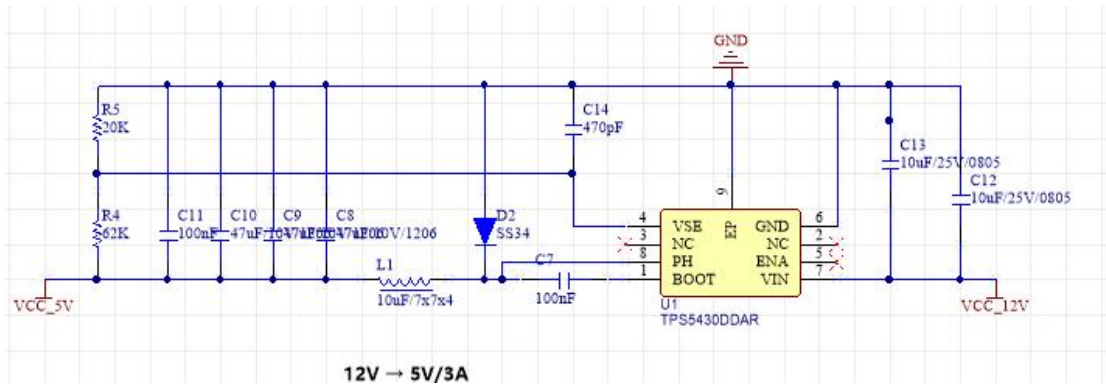 GND
R5
20K
C14
470pF
C13
10uF/25V/0805
C12
10uF/25V/0805
9
R4
62K
C11
100nF
C10
47uF
C9
C8
10V/1206
D2
SS34
4
VSE
EP
GND
6
3
NC
NC
2
8
PH
ENA
5
1
BOOT
VIN
7
L1
10uF/7x7x4
C7
100nF
U1
TPS5430DDAR
VCC_5V
VCC_12V
12V → 5V/3A